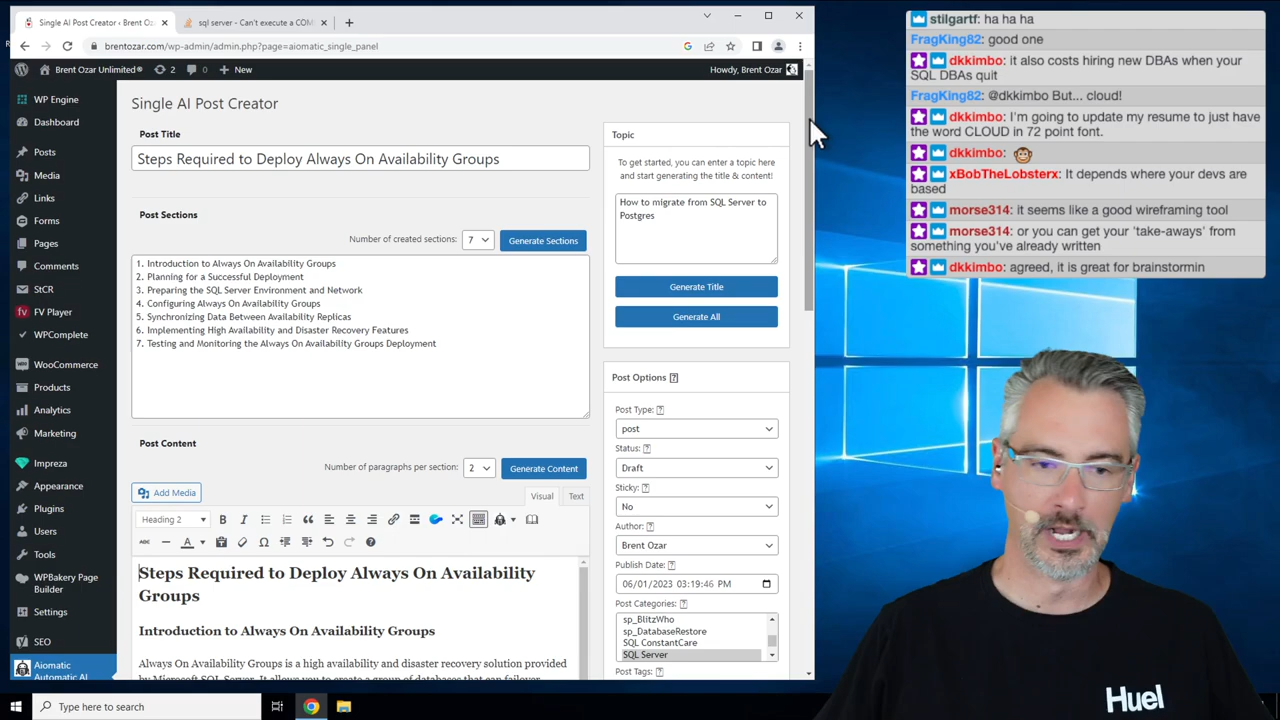 Single AI Post Creator ‹ Brent O
sql server - Can't execute a COM
brentozar.com/wp-admin/admin.php?page=aiomatic_single_panel
Brent Ozar Unlimited®
2
0
New
Howdy, Brent Ozar
WP Engine
Dashboard
Posts
Media
Links
Forms
Pages
Comments
StCR
FV Player
WPComplete
WooCommerce
Products
Analytics
Marketing
Impreza
Appearance
Plugins
Users
Tools
WPBakery Page
Builder
Settings
SEO
Aiomatic
Automatic AI
Single AI Post Creator
Post Title
Steps Required to Deploy Always On Availability Groups
Post Sections
Number of created sections: 7
Generate Sections
1. Introduction to Always On Availability Groups
2. Planning for a Successful Deployment
3. Preparing the SQL Server Environment and Network
4. Configuring Always On Availability Groups
5. Synchronizing Data Between Availability Replicas
6. Implementing High Availability and Disaster Recovery Features
7. Testing and Monitoring the Always On Availability Groups Deployment
Post Content
Number of paragraphs per section: 2
Generate Content
Add Media
Visual
Text
Heading 2
Steps Required to Deploy Always On Availability
Groups
Introduction to Always On Availability Groups
Always On Availability Groups is a high availability and disaster recovery solution provided
by Microsoft SQL Server. It allows you to create a group of databases that can failover
Topic
To get started, you can enter a topic here
and start generating the title & content!
How to migrate from SQL Server to
Postgres
Generate Title
Generate All
Post Options
Post Type:
post
Status:
Draft
Sticky:
No
Author:
Brent Ozar
Publish Date:
06/01/2023 03:19:46 PM
Post Categories:
sp_BlitzWho
sp_DatabaseRestore
SQL ConstantCare
SQL Server
Post Tags:
stilgartf: ha ha ha
FragKing82: good one
dkkimbo: it also costs hiring new DBAs when your
SQL DBAs quit
FragKing82: @dkkimbo But... cloud!
dkkimbo: I'm going to update my resume to just have
the word CLOUD in 72 point font.
dkkimbo:
xBobTheLobsterx: It depends where your devs are
based
morse314: it seems like a good wireframing tool
morse314: or you can get your 'take-aways' from
something you've already written
dkkimbo: agreed, it is great for brainstormin
Huel
Type here to search